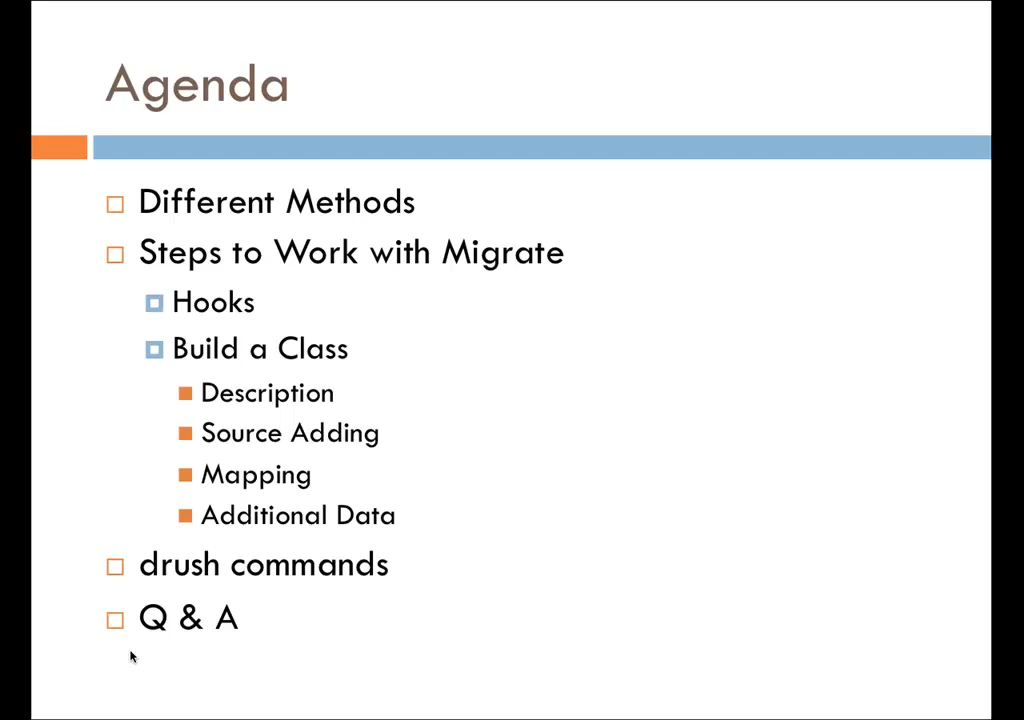 Agenda
Different Methods
Steps to Work with Migrate
Hooks
Build a Class
Description
Source Adding
Mapping
Additional Data
drush commands
Q & A